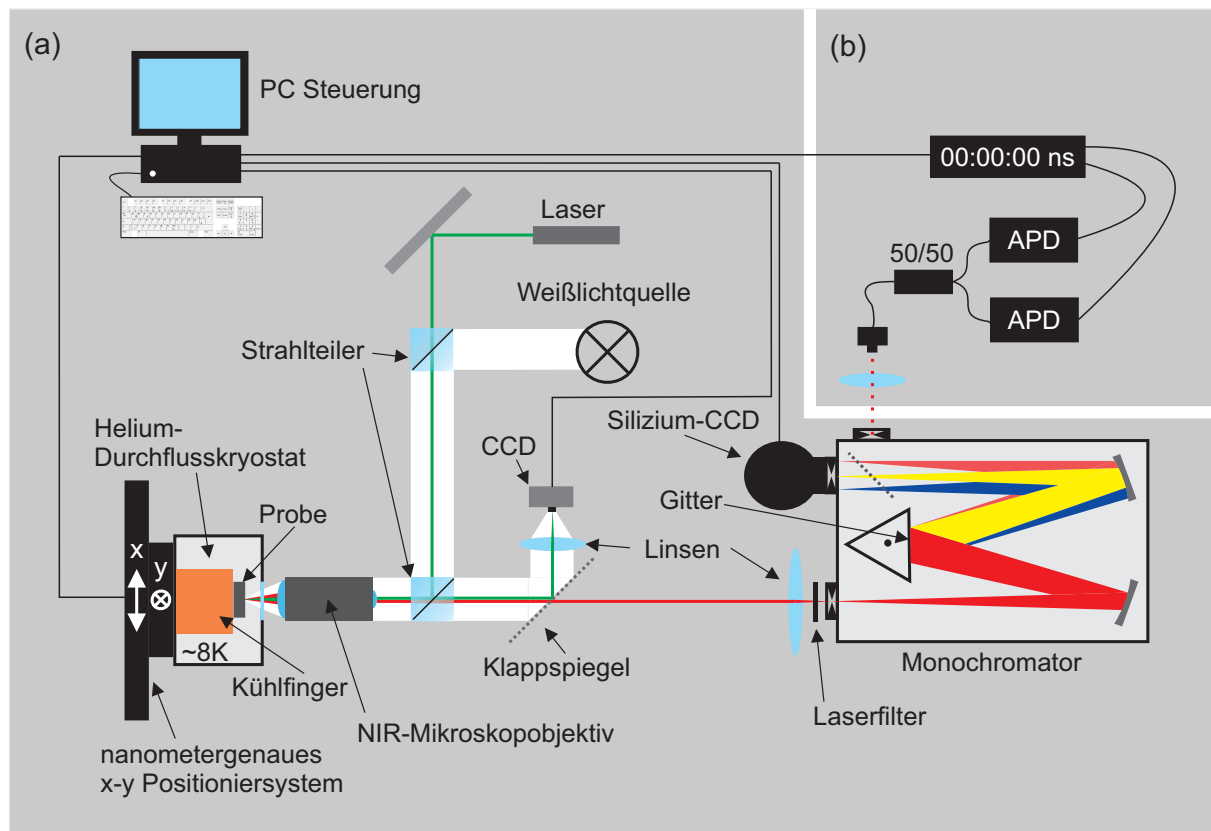 (a)
(b)
PC Steuerung
00:00:00 ns
Laser
APD
50/50
APD
Weißlichtquelle
Strahlteiler
Silizium-CCD
Helium-
Durchflusskryostat
CCD
Gitter
Probe
Linsen
x
y
~8K
Kühlfinger
Klappspiegel
Monochromator
Laserfilter
NIR-Mikroskopobjektiv
nanometergenaues
x-y Positioniersystem